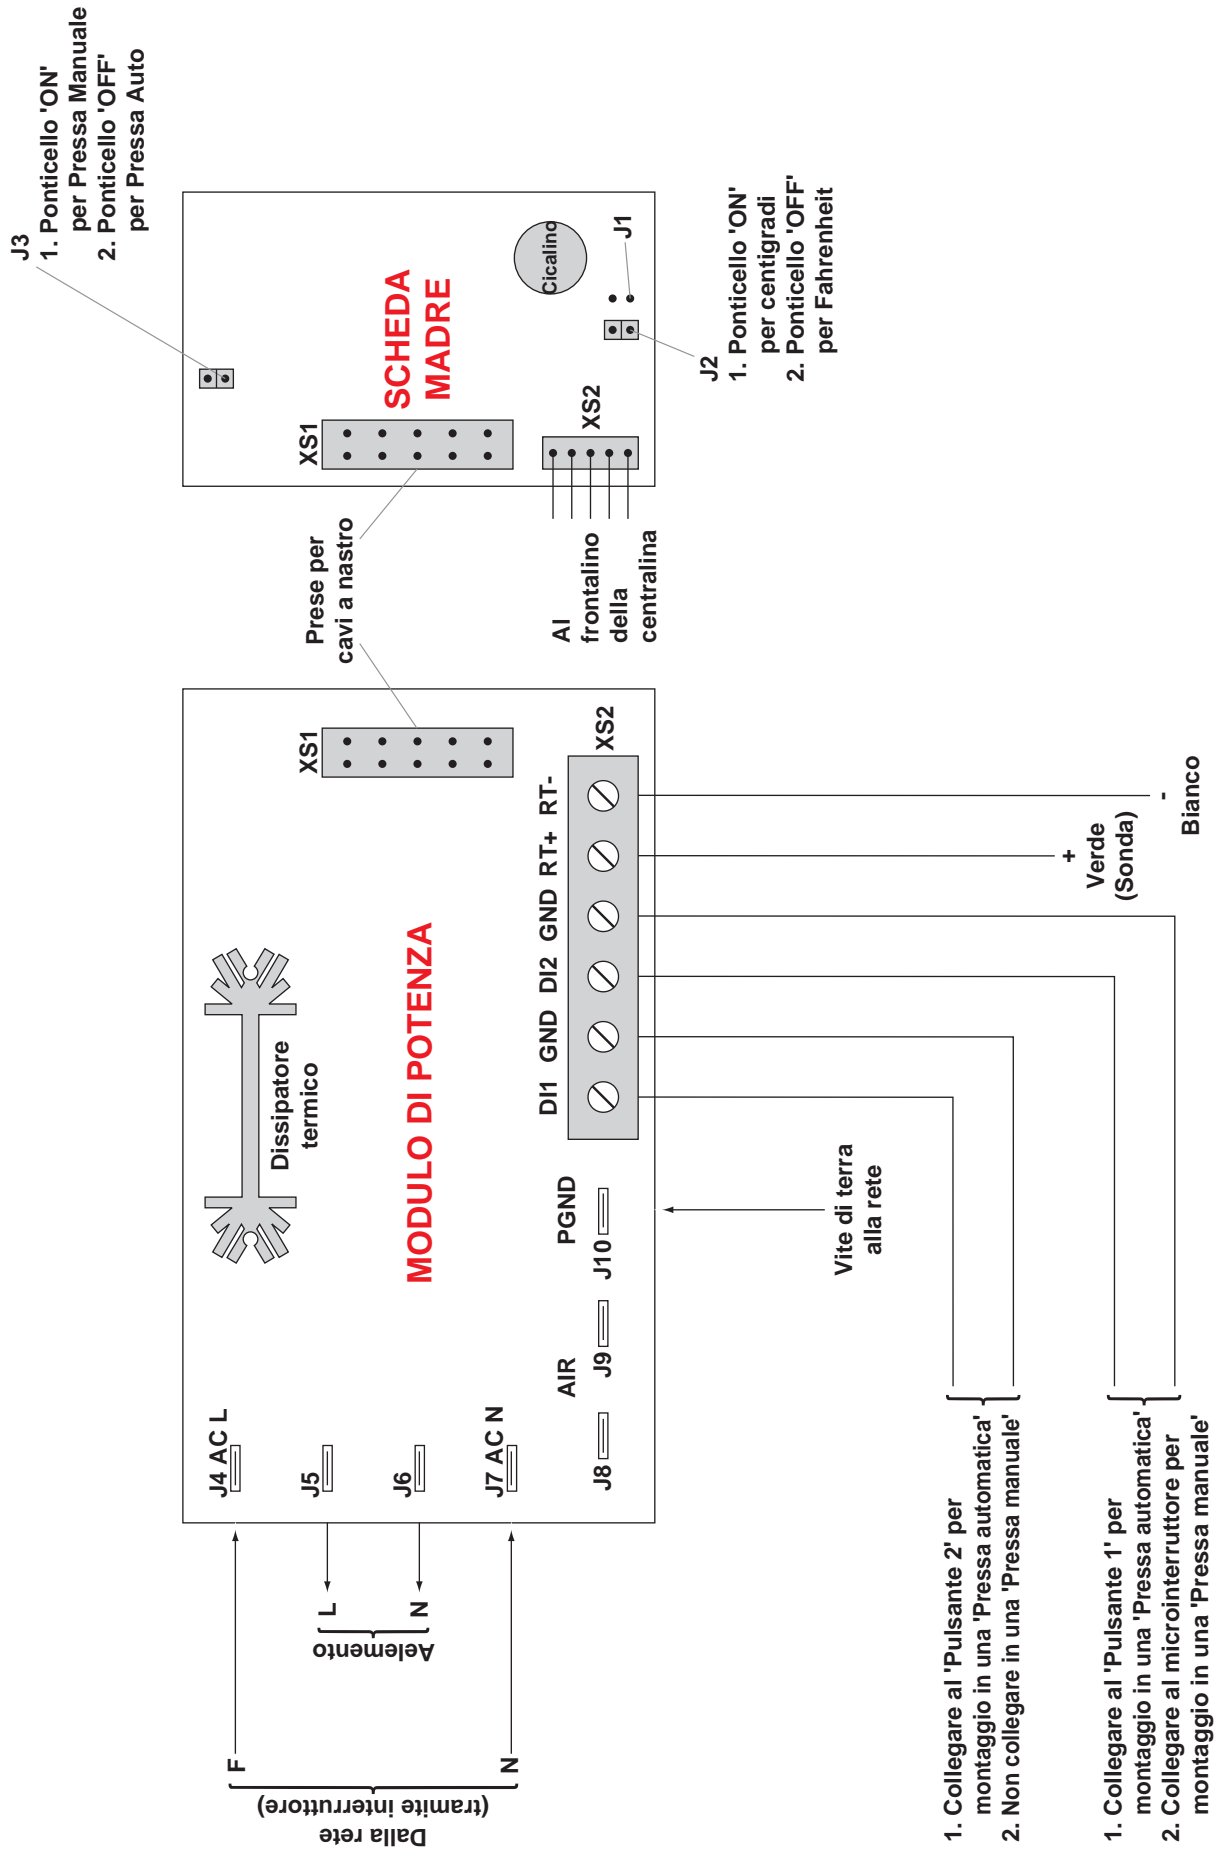 J3
1. Ponticello 'ON'
per Pressa Manuale
2. Ponticello 'OFF'
per Pressa Auto
SCHEDA
MADRE
Cicalino
J1
J2
1. Ponticello 'ON'
per centigradi
2. Ponticello 'OFF'
per Fahrenheit
XS1
XS2
Al
frontalino
della
centralina
Prese per
cavi a nastro
XS1
XS2
RT-
RT+
GND
DI2
GND
DI1
MODULO DI POTENZA
Dissipatore
termico
PGND
J10
AIR
J9
J8
J4 AC L
J5
J6
J7 AC N
L
N
Aelemento
F
N
Dalla rete
(tramite interruttore)
Vite di terra
alla rete
+
Verde
(Sonda)
-
Bianco
1. Collegare al 'Pulsante 2' per
montaggio in una 'Pressa automatica'
2. Non collegare in una 'Pressa manuale'
1. Collegare al 'Pulsante 1' per
montaggio in una 'Pressa automatica'
2. Collegare al microinterruttore per
montaggio in una 'Pressa manuale'